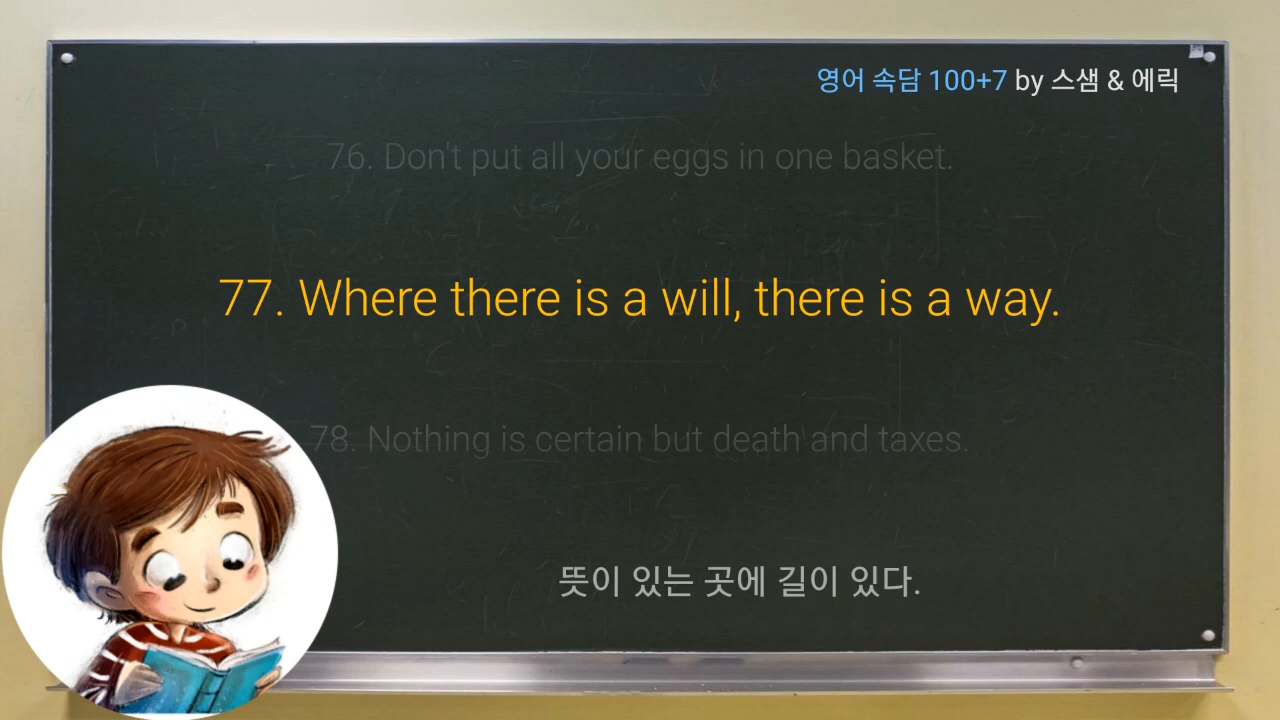 영어 속담 100+7 by 스샘 & 에릭
76. Don't put all your eggs in one basket.
77. Where there is a will, there is a way.
78. Nothing is certain but death and taxes.
뜻이 있는 곳에 길이 있다.